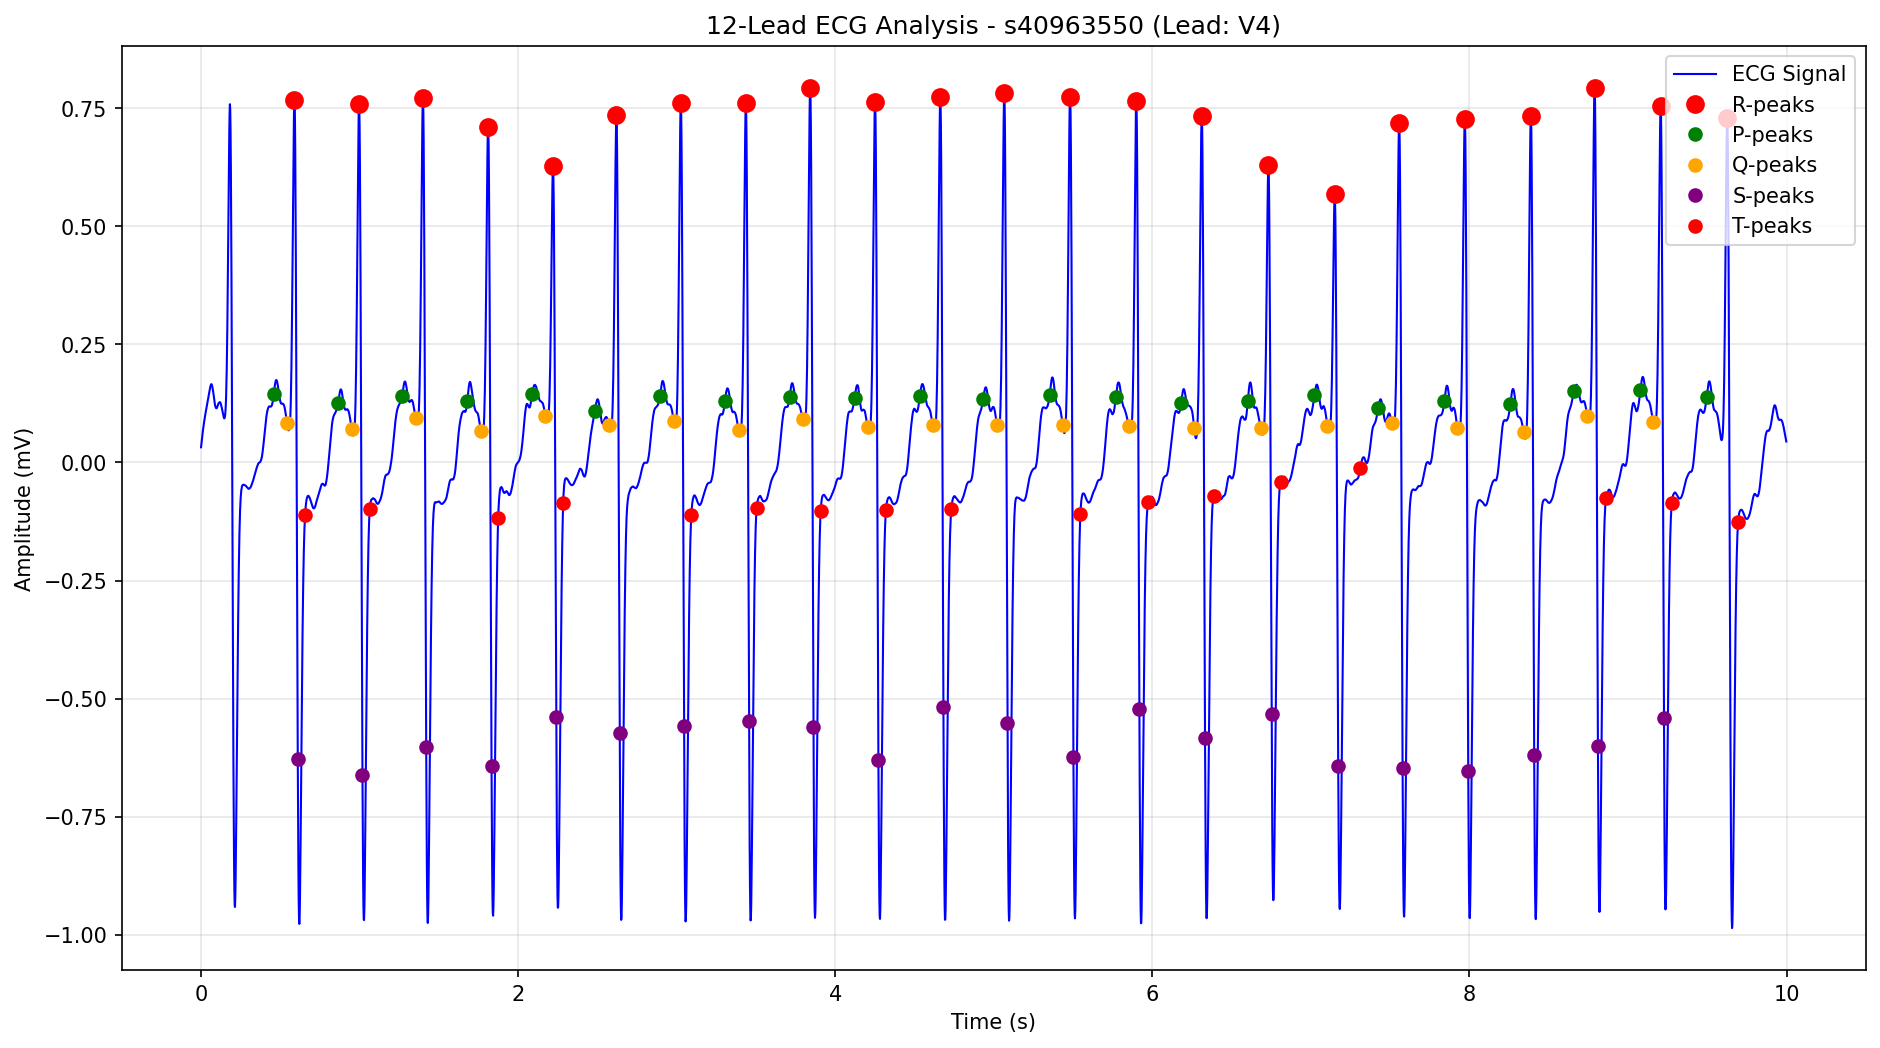 12-Lead ECG Analysis - s40963550 (Lead: V4)
ECG Signal
R-peaks
P-peaks
Q-peaks
S-peaks
T-peaks
Amplitude (mV)
0.75
0.50
0.25
0.00
−0.25
−0.50
−0.75
−1.00
0 2 4 6 8 10
Time (s)